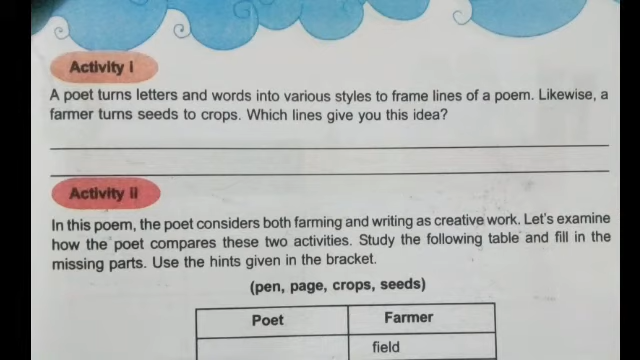 Activity i
A poet turns letters and words into various styles to frame lines of a poem. Likewise, a
farmer turns seeds to crops. Which lines give you this idea?
Activity ii
In this poem, the poet considers both farming and writing as creative work. Let's examine
how the poet compares these two activities. Study the following table and fill in the
missing parts. Use the hints given in the bracket.
(pen, page, crops, seeds)
Poet Farmer
field